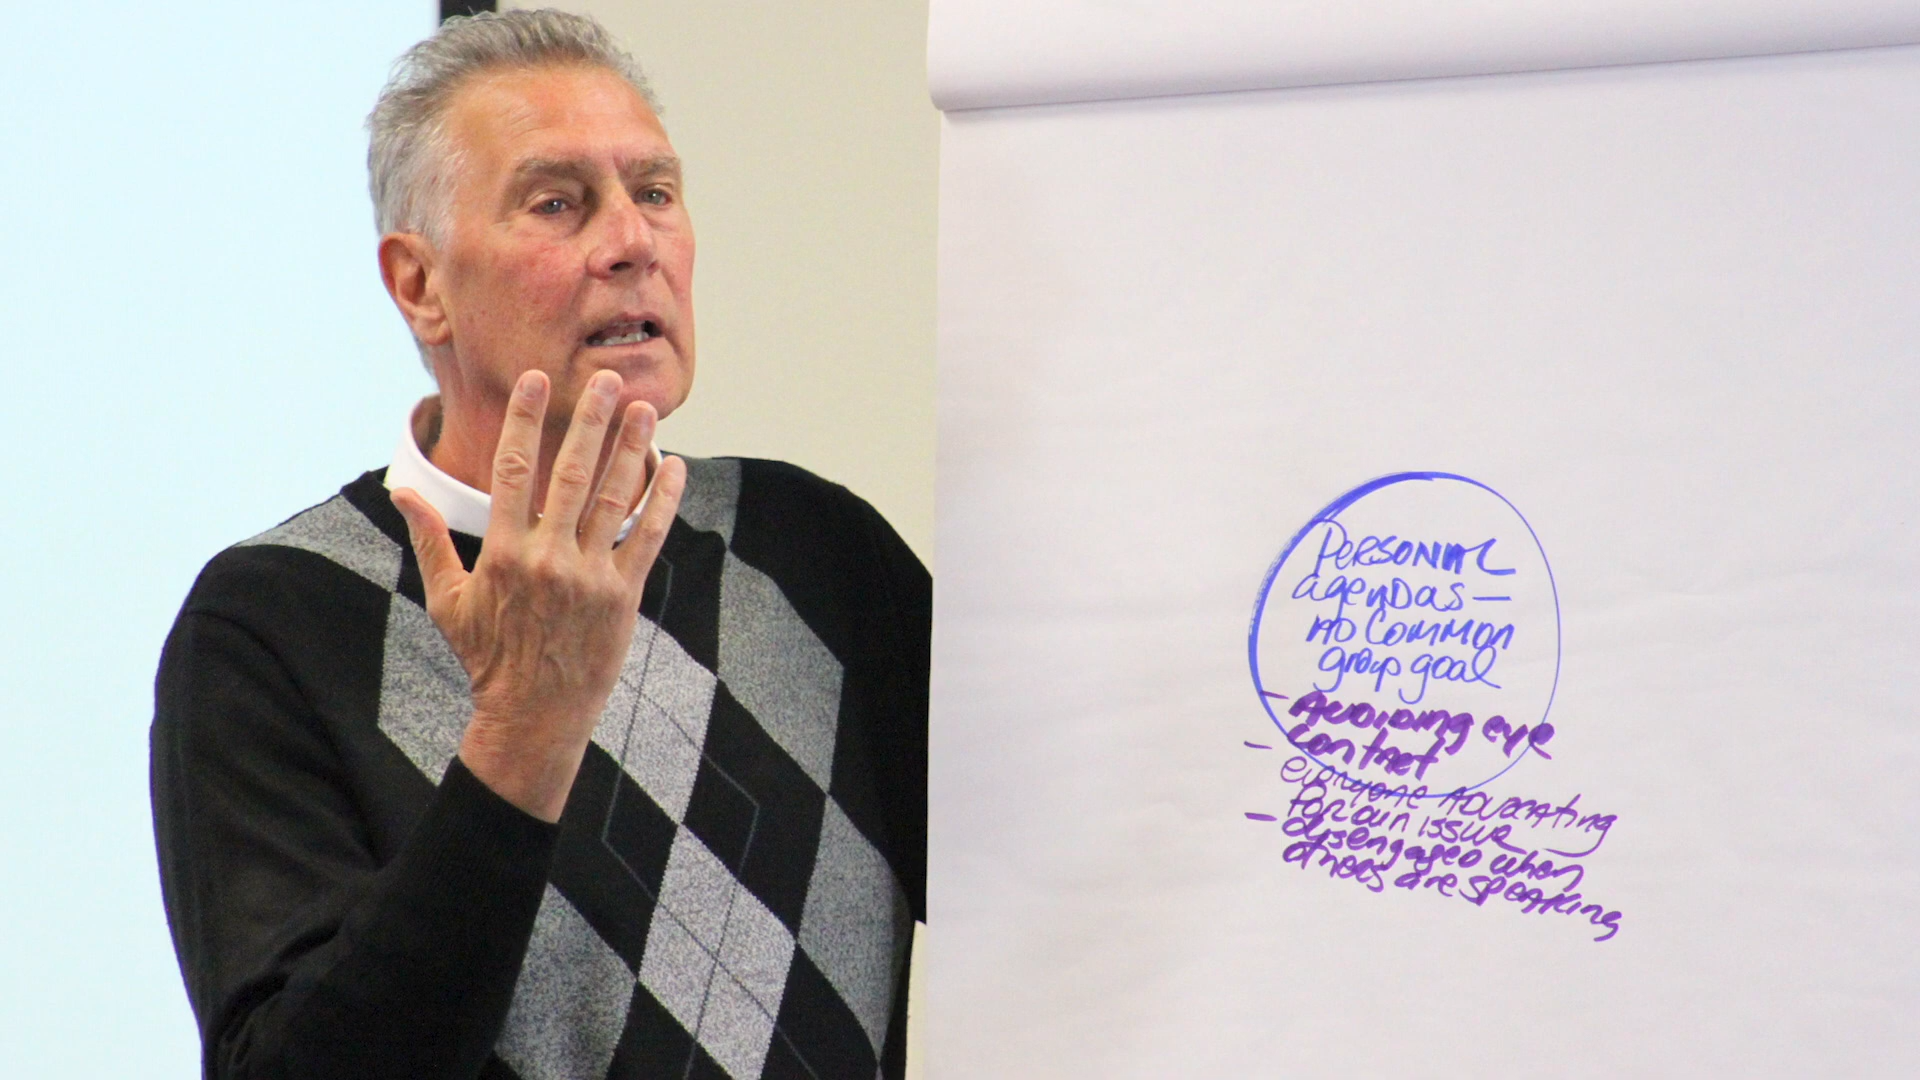 Personal
agendas —
no common
group goal
- Avoiding eye
contact
- everyone advocating
for own issue
- disengaged when
others are speaking